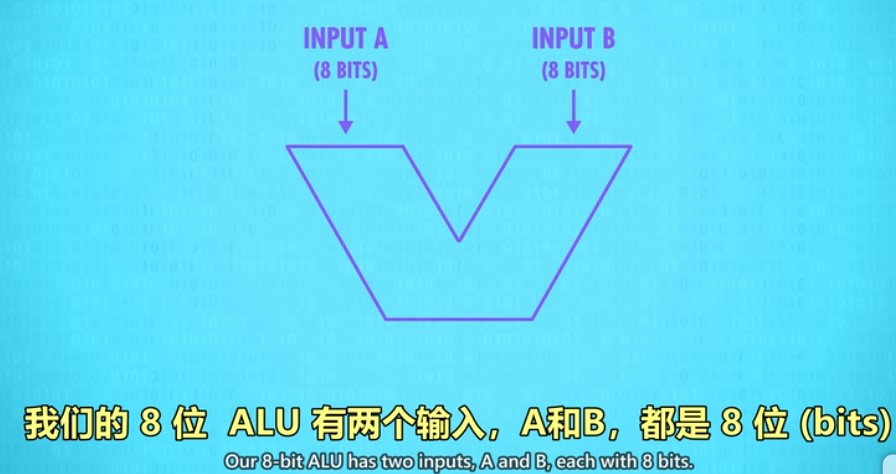 INPUT A
(8 BITS)
INPUT B
(8 BITS)
我们的 8 位 ALU 有两个输入，A和B，都是 8 位 (bits)
Our 8-bit ALU has two inputs, A and B, each with 8 bits.